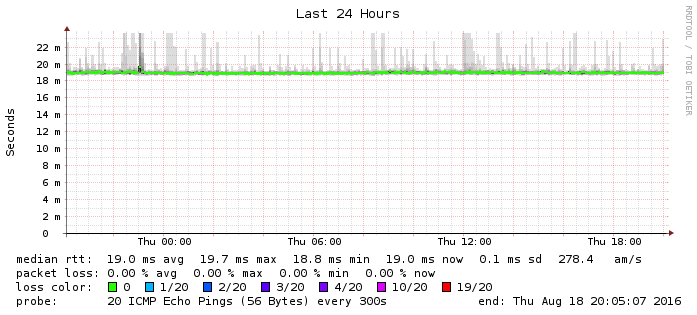 Last 24 Hours
RRDTOOL / TOBI OETIKER
Seconds
22 m
20 m
18 m
16 m
14 m
12 m
10 m
8 m
6 m
4 m
2 m
0
Thu 00:00 Thu 06:00 Thu 12:00 Thu 18:00
median rtt: 19.0 ms avg 19.7 ms max 18.8 ms min 19.0 ms now 0.1 ms sd 278.4 am/s
packet loss: 0.00 % avg 0.00 % max 0.00 % min 0.00 % now
loss color: 0 1/20 2/20 3/20 4/20 10/20 19/20
probe: 20 ICMP Echo Pings (56 Bytes) every 300s end: Thu Aug 18 20:05:07 2016